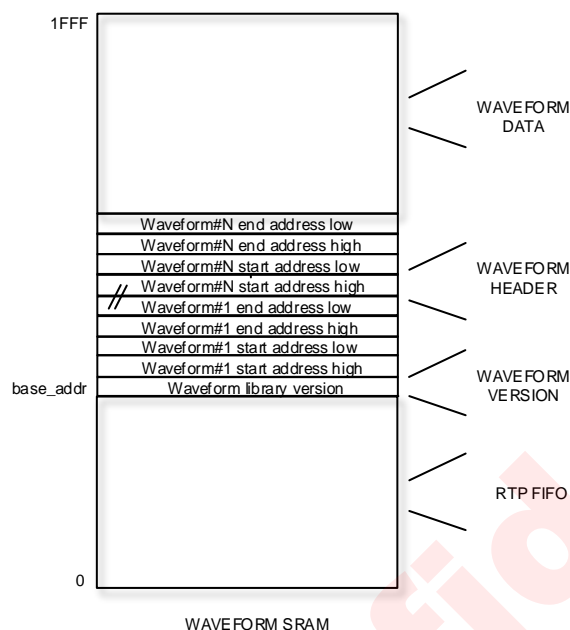 1FFF
WAVEFORM
DATA
Waveform#N end address low
Waveform#N end address high
Waveform#N start address low
Waveform#N start address high
WAVEFORM
HEADER
//
Waveform#1 end address low
Waveform#1 end address high
Waveform#1 start address low
Waveform#1 start address high
base_addr
Waveform library version
WAVEFORM
VERSION
RTP FIFO
0
WAVEFORM SRAM
fid